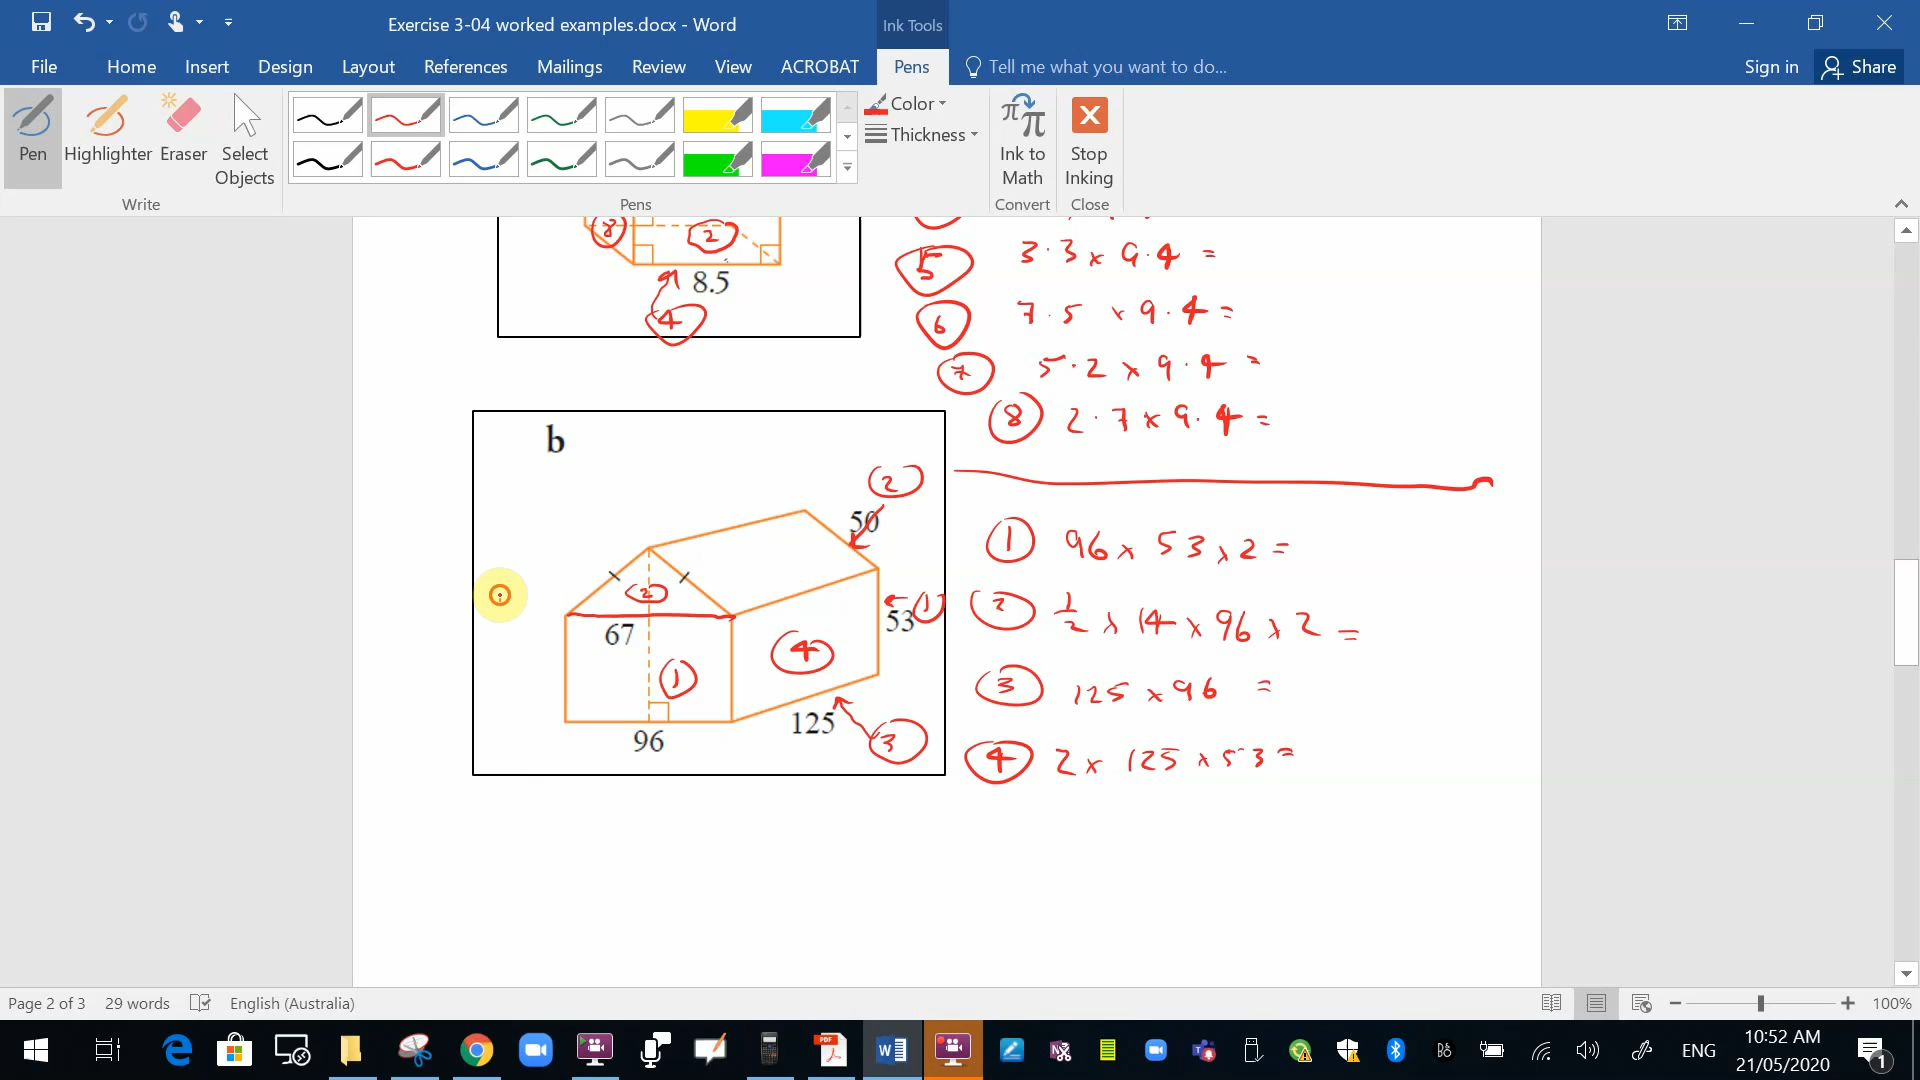 Exercise 3-04 worked examples.docx - Word
Ink Tools
File Home Insert Design Layout References Mailings Review View ACROBAT Pens Tell me what you want to do... Sign in Share
Pen Highlighter Eraser Select Objects
Color
Thickness
Ink to Math
Stop Inking
Write Pens Convert Close
8 2
8.5
4
5 3.3 x 9.4 =
6 7.5 x 9.4 =
7 5.2 x 9.4 =
8 2.7 x 9.4 =
b
2
50
2
67
1
53
4
1
125
3
96
1 96 x 53 x 2 =
2 1/2 x 14 x 96 x 2 =
3 125 x 96 =
4 2 x 125 x 53 =
Page 2 of 3 29 words English (Australia) 100%
PDF
ENG
10:52 AM
21/05/2020
1